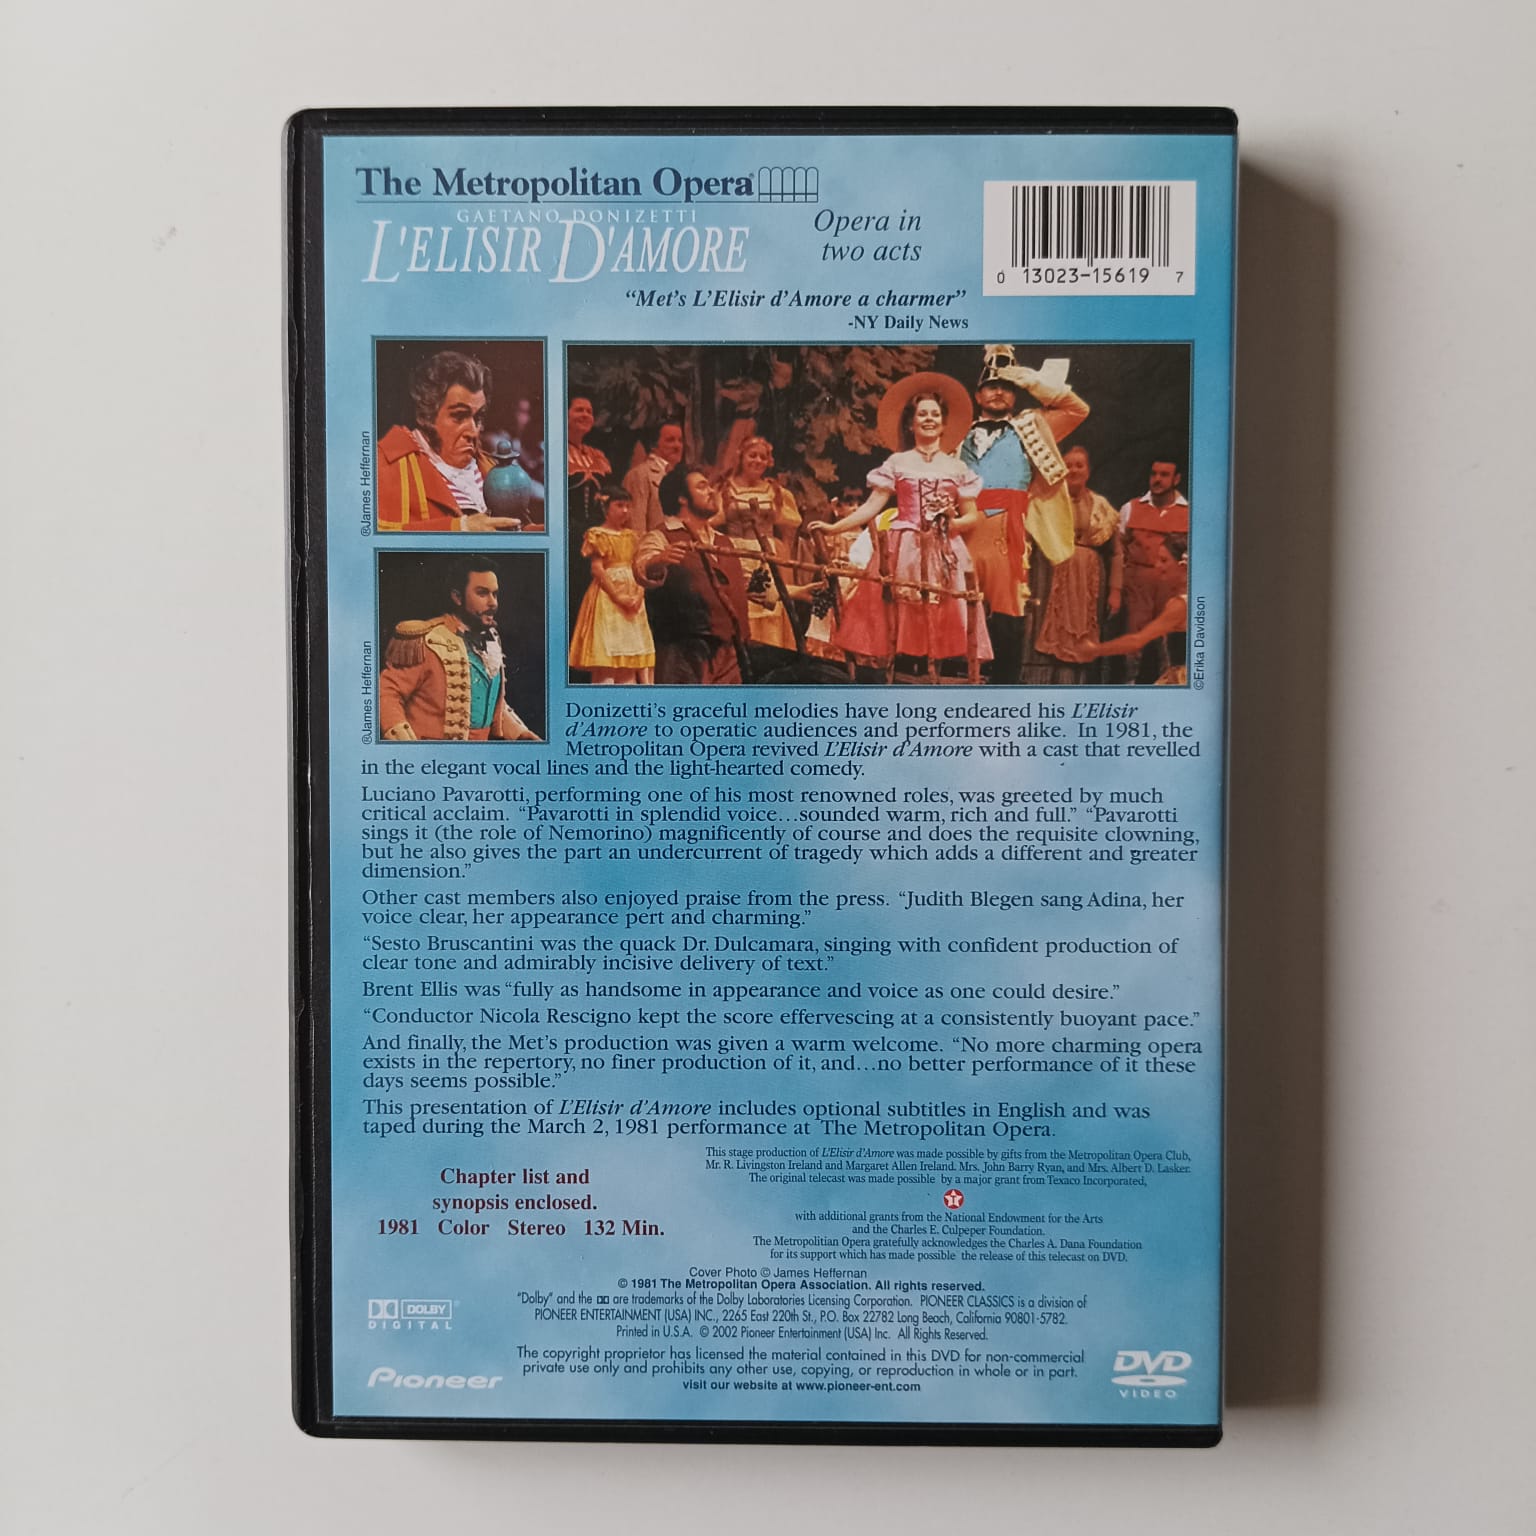 The Metropolitan Opera
GAETANO DONIZETTI
L'ELISIR D'AMORE
Opera in
two acts
0 13023-15619 7
“Met's L'Elisir d'Amore a charmer”
-NY Daily News
©James Heffernan
©James Heffernan
©Erika Davidson
Donizetti's graceful melodies have long endeared his L'Elisir
d'Amore to operatic audiences and performers alike. In 1981, the
Metropolitan Opera revived L'Elisir d'Amore with a cast that revelled
in the elegant vocal lines and the light-hearted comedy.
Luciano Pavarotti, performing one of his most renowned roles, was greeted by much
critical acclaim. “Pavarotti in splendid voice...sounded warm, rich and full.” “Pavarotti
sings it (the role of Nemorino) magnificently of course and does the requisite clowning,
but he also gives the part an undercurrent of tragedy which adds a different and greater
dimension.”
Other cast members also enjoyed praise from the press. “Judith Blegen sang Adina, her
voice clear, her appearance pert and charming.”
“Sesto Bruscantini was the quack Dr. Dulcamara, singing with confident production of
clear tone and admirably incisive delivery of text.”
Brent Ellis was “fully as handsome in appearance and voice as one could desire.”
“Conductor Nicola Rescigno kept the score effervescing at a consistently buoyant pace.”
And finally, the Met's production was given a warm welcome. “No more charming opera
exists in the repertory, no finer production of it, and...no better performance of it these
days seems possible.”
This presentation of L'Elisir d'Amore includes optional subtitles in English and was
taped during the March 2, 1981 performance at The Metropolitan Opera.
This stage production of L'Elisir d'Amore was made possible by gifts from the Metropolitan Opera Club,
Mr. R. Livingston Ireland and Margaret Allen Ireland. Mrs. John Barry Ryan, and Mrs. Albert D. Lasker.
The original telecast was made possible by a major grant from Texaco Incorporated,
T
with additional grants from the National Endowment for the Arts
and the Charles E. Culpeper Foundation.
The Metropolitian Opera gratefully acknowledges the Charles A. Dana Foundation
for its support which has made possible the release of this telecast on DVD.
Chapter list and
synopsis enclosed.
1981 Color Stereo 132 Min.
Cover Photo © James Heffernan
© 1981 The Metropolitan Opera Association. All rights reserved.
"Dolby" and the are trademarks of the Dolby Laboratories Licensing Corporation. PIONEER CLASSICS is a division of
PIONEER ENTERTAINMENT (USA) INC., 2265 East 220th St., P.O. Box 22782 Long Beach, California 90801-5782.
Printed in U.S.A. © 2002 Pioneer Entertainment (USA) Inc. All Rights Reserved.
The copyright proprietor has licensed the material contained in this DVD for non-commercial
private use only and prohibits any other use, copying, or reproduction in whole or in part.
visit our website at www.pioneer-ent.com
DOLBY
DIGITAL
Pioneer
DVD
VIDEO